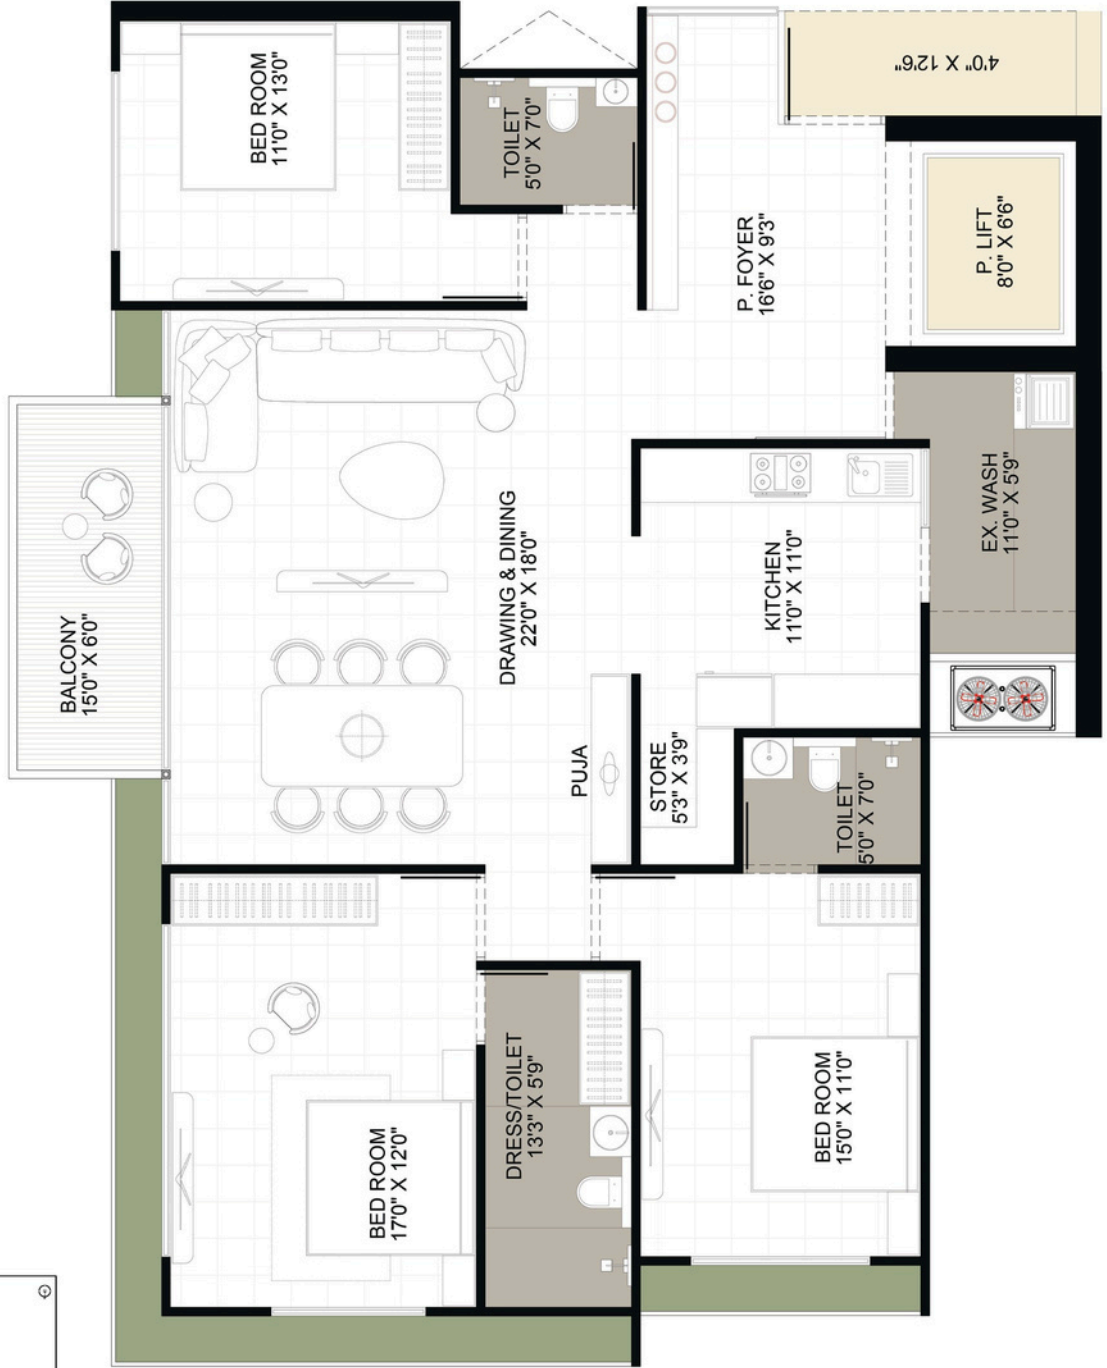 BED ROOM
11'0" X 13'0"
TOILET
5'0" X 7'0"
4'0" X 12'6"
P. FOYER
16'6" X 9'3"
P. LIFT
8'0" X 6'6"
BALCONY
15'0" X 6'0"
DRAWING & DINING
22'0" X 18'0"
KITCHEN
11'0" X 11'0"
EX. WASH
11'0" X 5'9"
PUJA
STORE
5'3" X 3'9"
TOILET
5'0" X 7'0"
BED ROOM
17'0" X 12'0"
DRESS/TOILET
13'3" X 5'9"
BED ROOM
15'0" X 11'0"